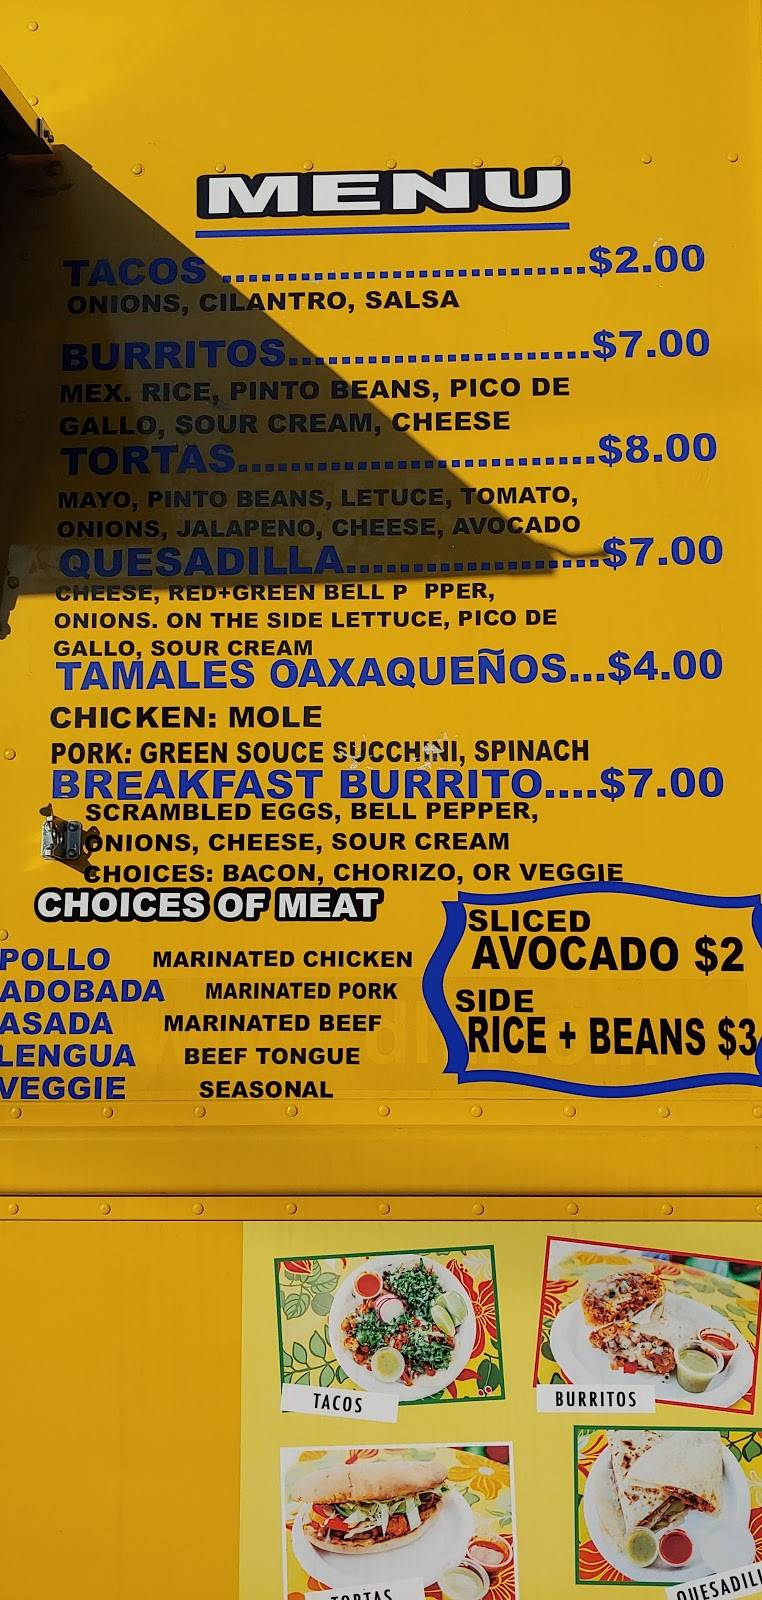 MENU
TACOS ............................$2.00
ONIONS, CILANTRO, SALSA
BURRITOS.......................$7.00
MEX. RICE, PINTO BEANS, PICO DE
GALLO, SOUR CREAM, CHEESE
TORTAS...........................$8.00
MAYO, PINTO BEANS, LETUCE, TOMATO,
ONIONS, JALAPENO, CHEESE, AVOCADO
QUESADILLA....................$7.00
CHEESE, RED+GREEN BELL P PPER,
ONIONS. ON THE SIDE LETTUCE, PICO DE
GALLO, SOUR CREAM
TAMALES OAXAQUEÑOS...$4.00
CHICKEN: MOLE
PORK: GREEN SOUCE SUCCHINI, SPINACH
BREAKFAST BURRITO....$7.00
SCRAMBLED EGGS, BELL PEPPER,
ONIONS, CHEESE, SOUR CREAM
CHOICES: BACON, CHORIZO, OR VEGGIE
CHOICES OF MEAT
POLLO MARINATED CHICKEN
ADOBADA MARINATED PORK
ASADA MARINATED BEEF
LENGUA BEEF TONGUE
VEGGIE SEASONAL
SLICED
AVOCADO $2
SIDE
RICE + BEANS $3
TACOS
BURRITOS
TORTAS
QUESADILL